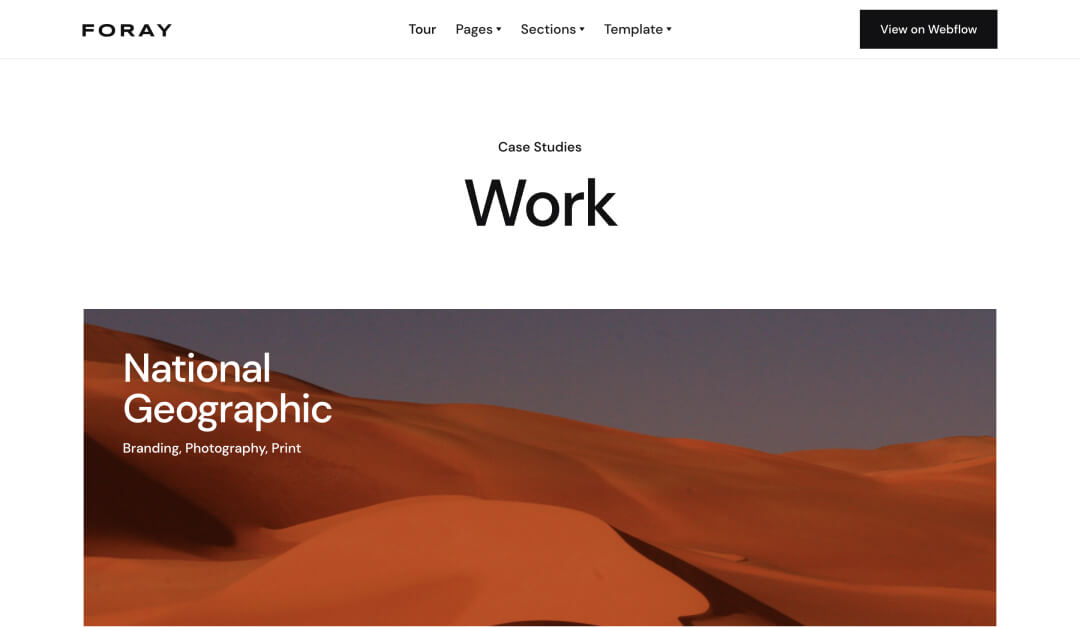 FORAY
Tour Pages Sections Template
View on Webflow
Case Studies
Work
National
Geographic
Branding, Photography, Print